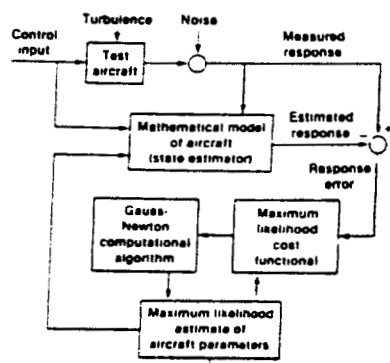 Turbulence
Noise
Control
input
Measured
response
Test
aircraft
Mathematical model
of aircraft
(state estimator)
Estimated
response
Response
error
Gauss-
Newton
computational
algorithm
Maximum
likelihood
cost
functional
Maximum likelihood
estimate of
aircraft parameters